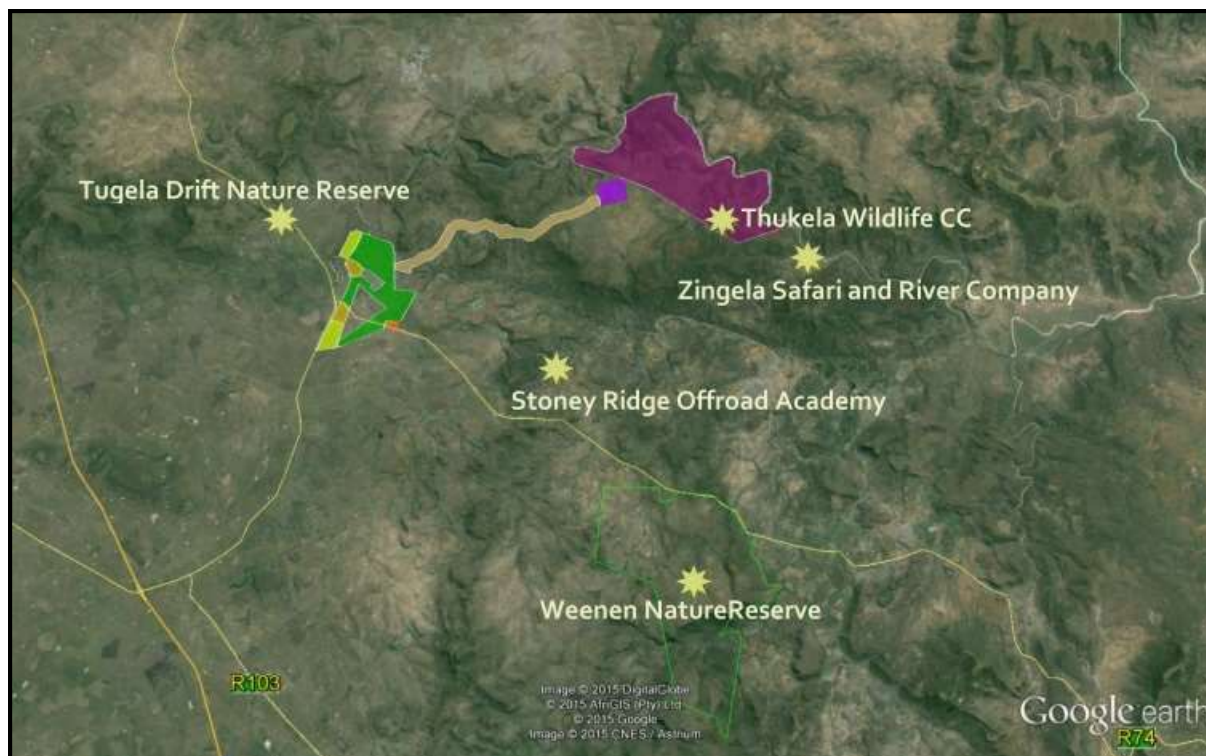 Tugela Drift Nature Reserve
Thukela Wildlife CC
Zingela Safari and River Company
Stoney Ridge Offroad Academy
Weenen NatureReserve
R103
Image © 2015 DigitalGlobe
© 2015 AfriGIS (Pty) Ltd
© 2015 Google
Image © 2015 CNES / Astrium
Google earth
R74